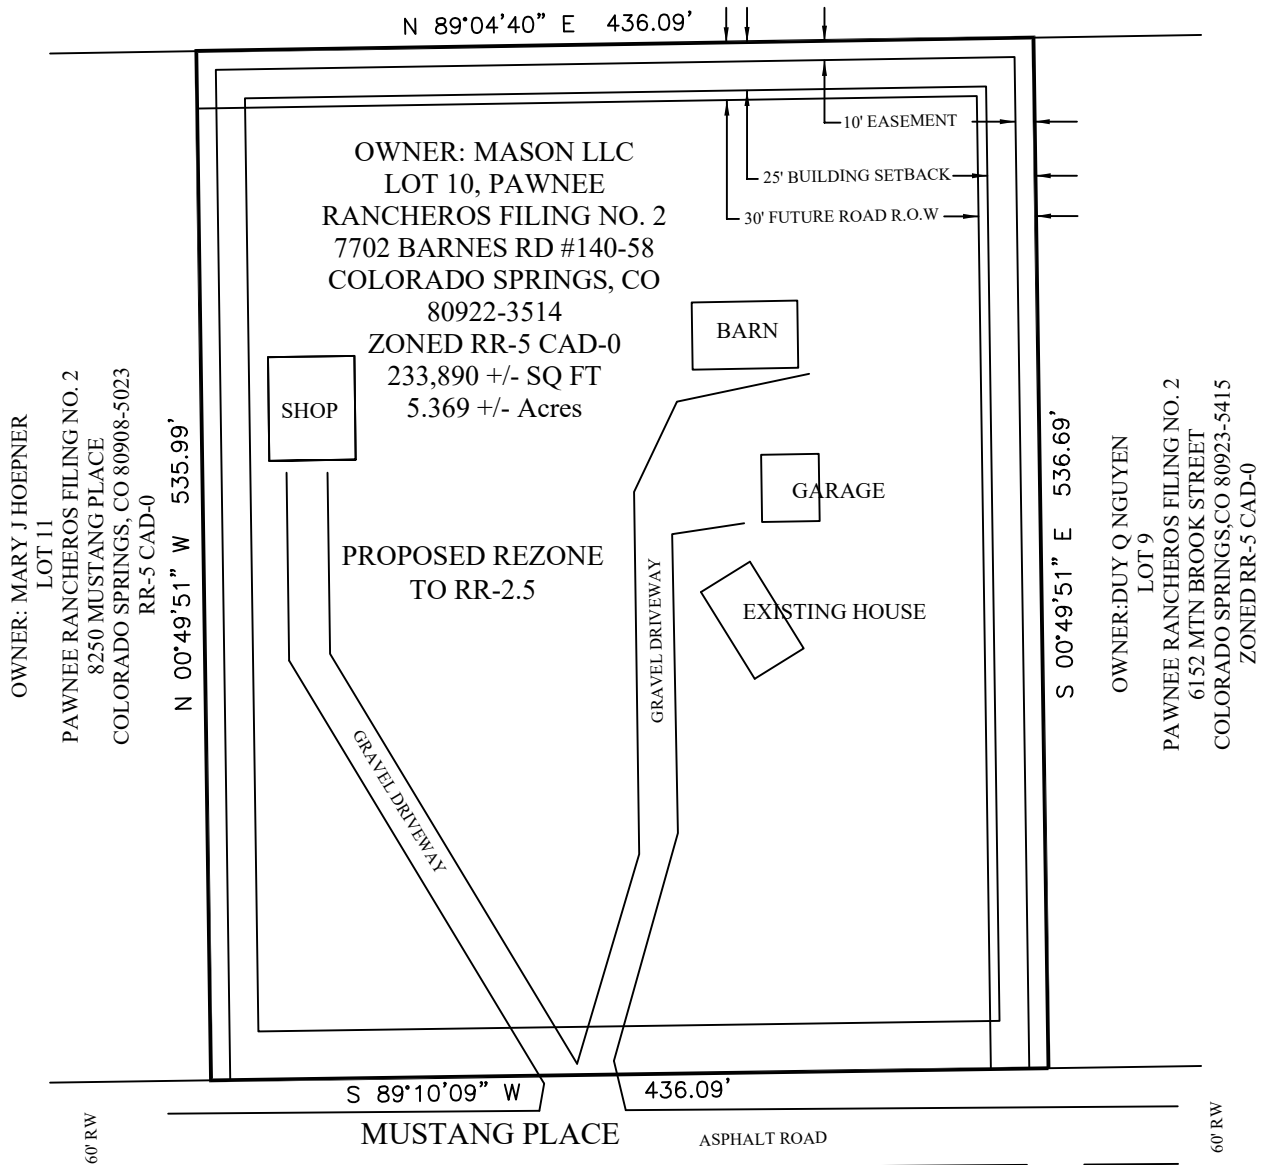 N 89°04'40" E 436.09'
10' EASEMENT
25' BUILDING SETBACK
30' FUTURE ROAD R.O.W
OWNER: MASON LLC
LOT 10, PAWNEE
RANCHEROS FILING NO. 2
7702 BARNES RD #140-58
COLORADO SPRINGS, CO
80922-3514
ZONED RR-5 CAD-0
233,890 +/- SQ FT
5.369 +/- Acres
BARN
SHOP
GARAGE
PROPOSED REZONE
TO RR-2.5
EXISTING HOUSE
GRAVEL DRIVEWAY
GRAVEL DRIVEWAY
OWNER: MARY J HOEPNER
LOT 11
PAWNEE RANCHEROS FILING NO. 2
8250 MUSTANG PLACE
COLORADO SPRINGS, CO 80908-5023
RR-5 CAD-0
N 00°49'51" W 535.99'
S 00°49'51" E 536.69'
OWNER:DUY Q NGUYEN
LOT 9
PAWNEE RANCHEROS FILING NO. 2
6152 MTN BROOK STREET
COLORADO SPRINGS,CO 80923-5415
ZONED RR-5 CAD-0
S 89°10'09" W 436.09'
60' RW
MUSTANG PLACE
ASPHALT ROAD
60' RW